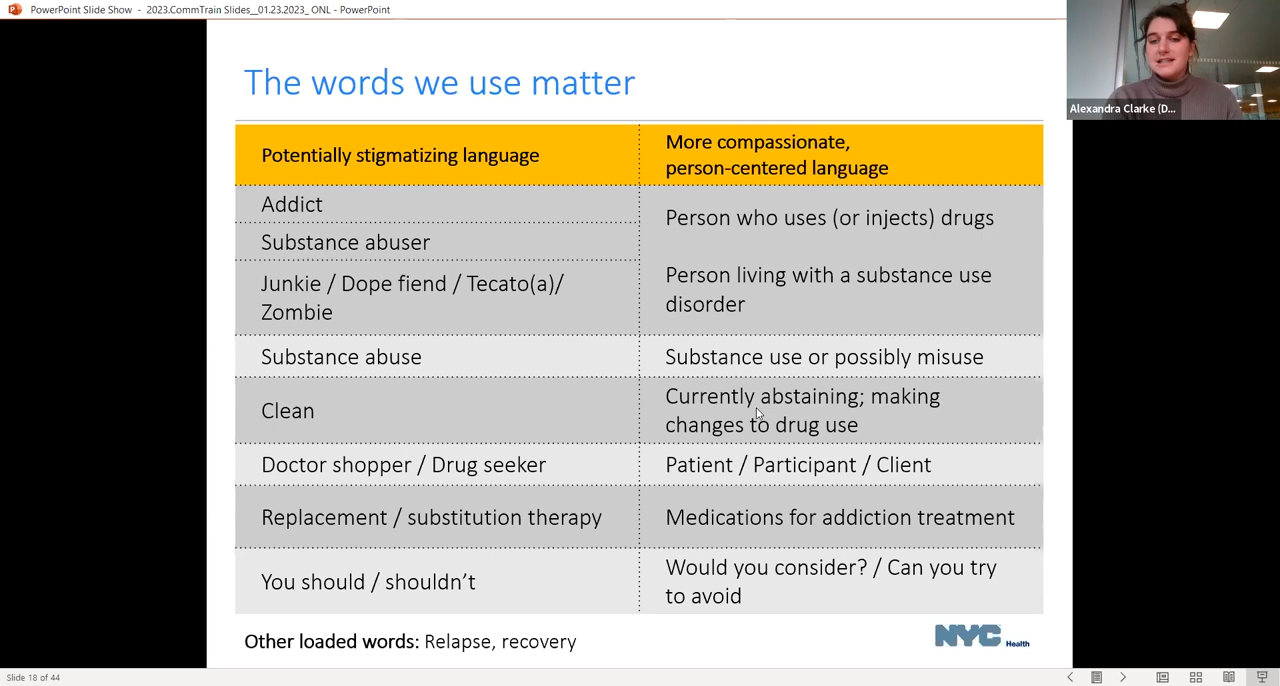 PowerPoint Slide Show - 2023.CommTrain Slides__01.23.2023_ ONL - PowerPoint
Alexandra Clarke (D...
The words we use matter
Potentially stigmatizing language
More compassionate,
person-centered language
Addict
Substance abuser
Junkie / Dope fiend / Tecato(a)/
Zombie
Person who uses (or injects) drugs
Person living with a substance use
disorder
Substance abuse
Substance use or possibly misuse
Clean
Currently abstaining; making
changes to drug use
Doctor shopper / Drug seeker
Patient / Participant / Client
Replacement / substitution therapy
Medications for addiction treatment
You should / shouldn’t
Would you consider? / Can you try
to avoid
Other loaded words: Relapse, recovery
NYC Health
Slide 18 of 44